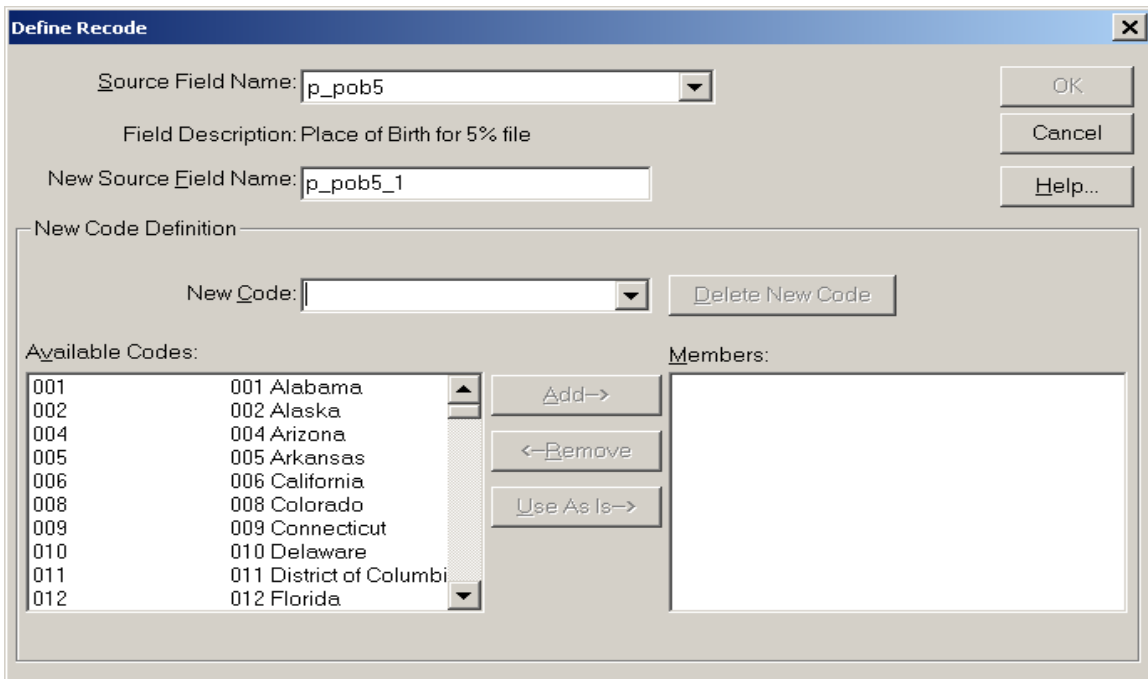 Define Recode
Source Field Name: p_pob5
OK
Field Description: Place of Birth for 5% file
Cancel
New Source Field Name: p_pob5_1
Help...
New Code Definition
New Code:
Delete New Code
Available Codes:
Members:
001 001 Alabama
002 002 Alaska
004 004 Arizona
005 005 Arkansas
006 006 California
008 008 Colorado
009 009 Connecticut
010 010 Delaware
011 011 District of Columbi
012 012 Florida
Add-->
<--Remove
Use As Is-->